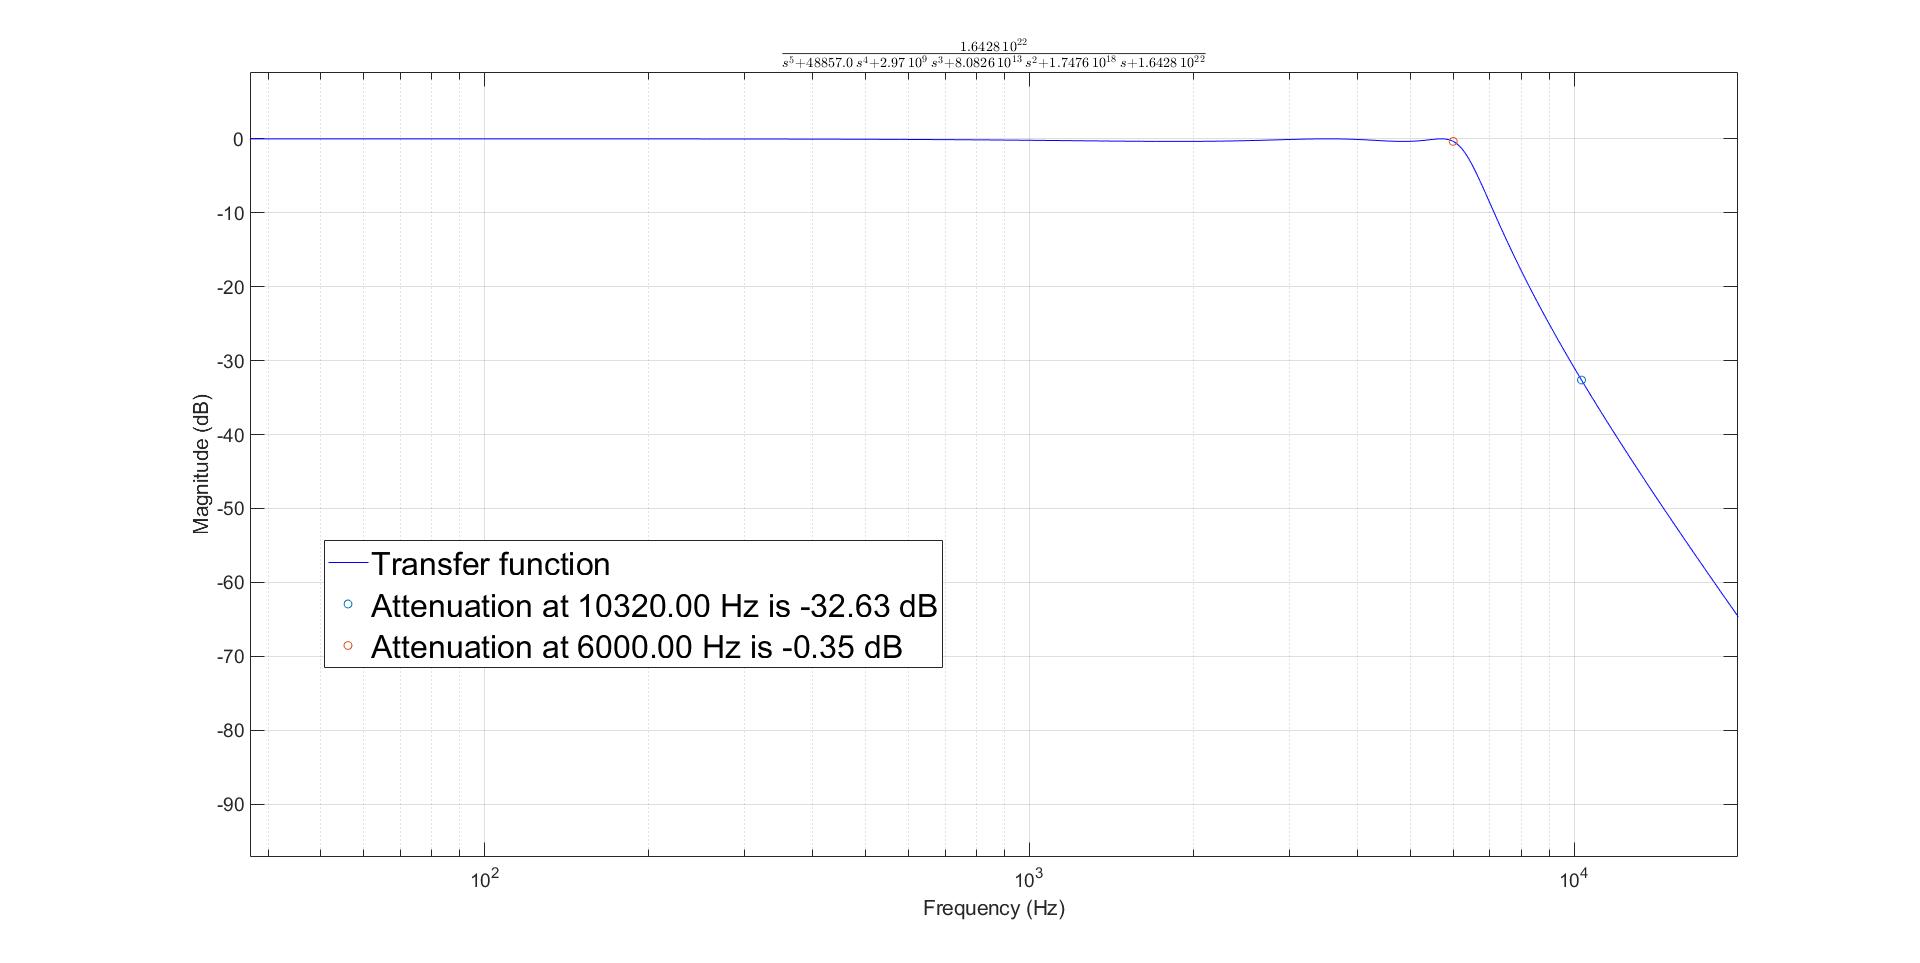 1.6428 10^22
s^5+48857.0 s^4+2.97 10^9 s^3+8.0826 10^13 s^2+1.7476 10^18 s+1.6428 10^22
0
-10
-20
-30
-40
-50
-60
-70
-80
-90
Magnitude (dB)
Transfer function
Attenuation at 10320.00 Hz is -32.63 dB
Attenuation at 6000.00 Hz is -0.35 dB
10^2
10^3
10^4
Frequency (Hz)